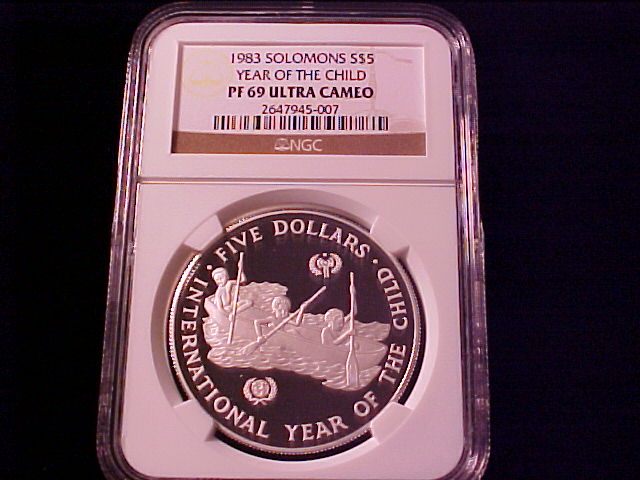 1983 SOLOMONS S$5
YEAR OF THE CHILD
PF 69 ULTRA CAMEO
2647945-007
NGC
· FIVE DOLLARS ·
INTERNATIONAL YEAR OF THE CHILD